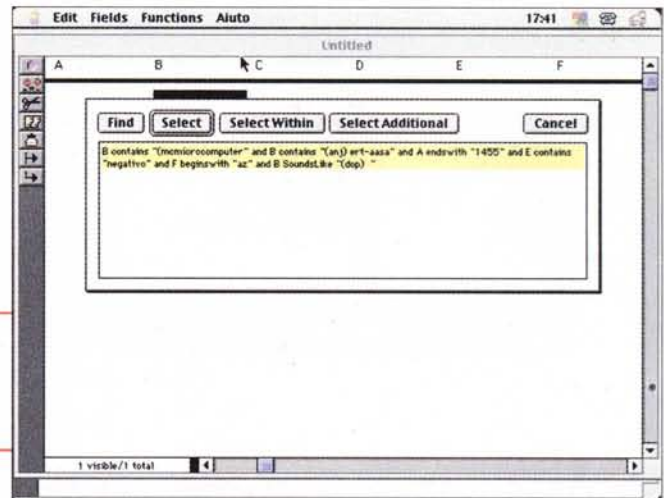 Edit Fields Functions Aiuto 17:41
Untitled
A B C D E F
Find Select Select Within Select Additional Cancel
B contains "(mcmicrocomputer" and B contains "(anj) ert-aasa" and A endswith "1455" and E contains
"negativo" and F beginswith "az" and B SoundsLike "(dop) "
1 visible/1 total